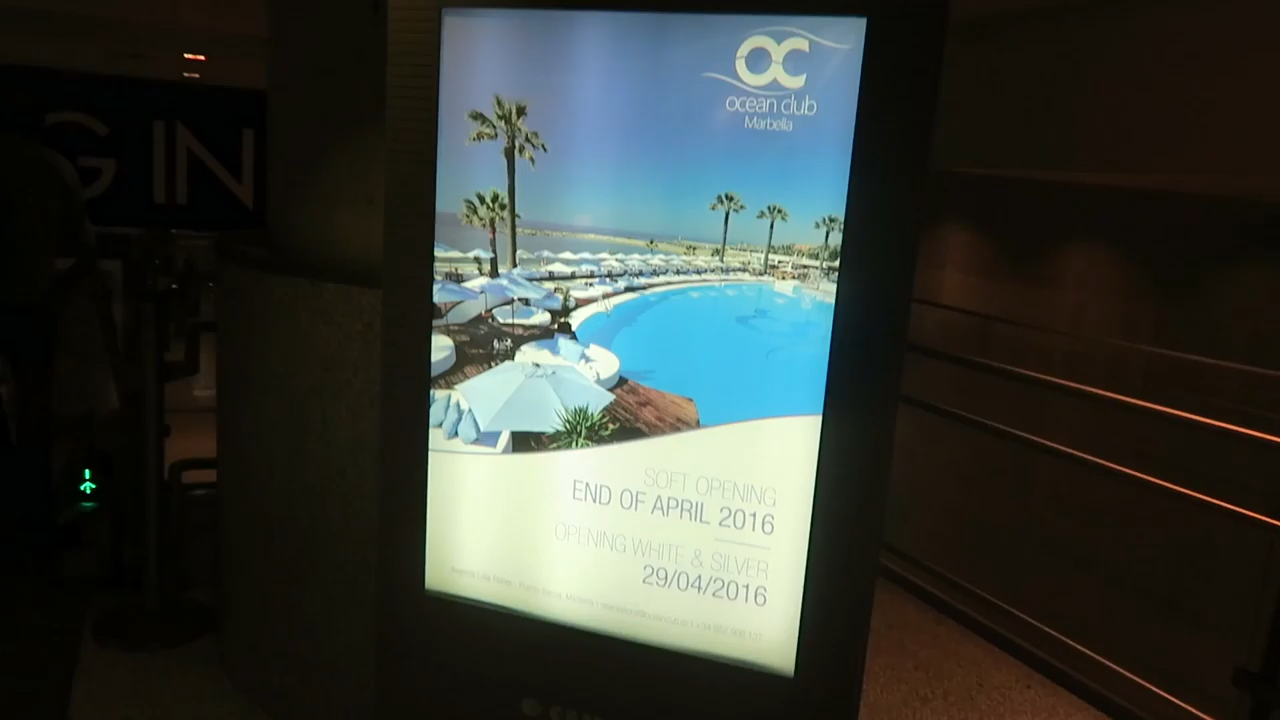 G IN
OC
ocean club
Marbella
SOFT OPENING
END OF APRIL 2016
OPENING WHITE & SILVER
29/04/2016